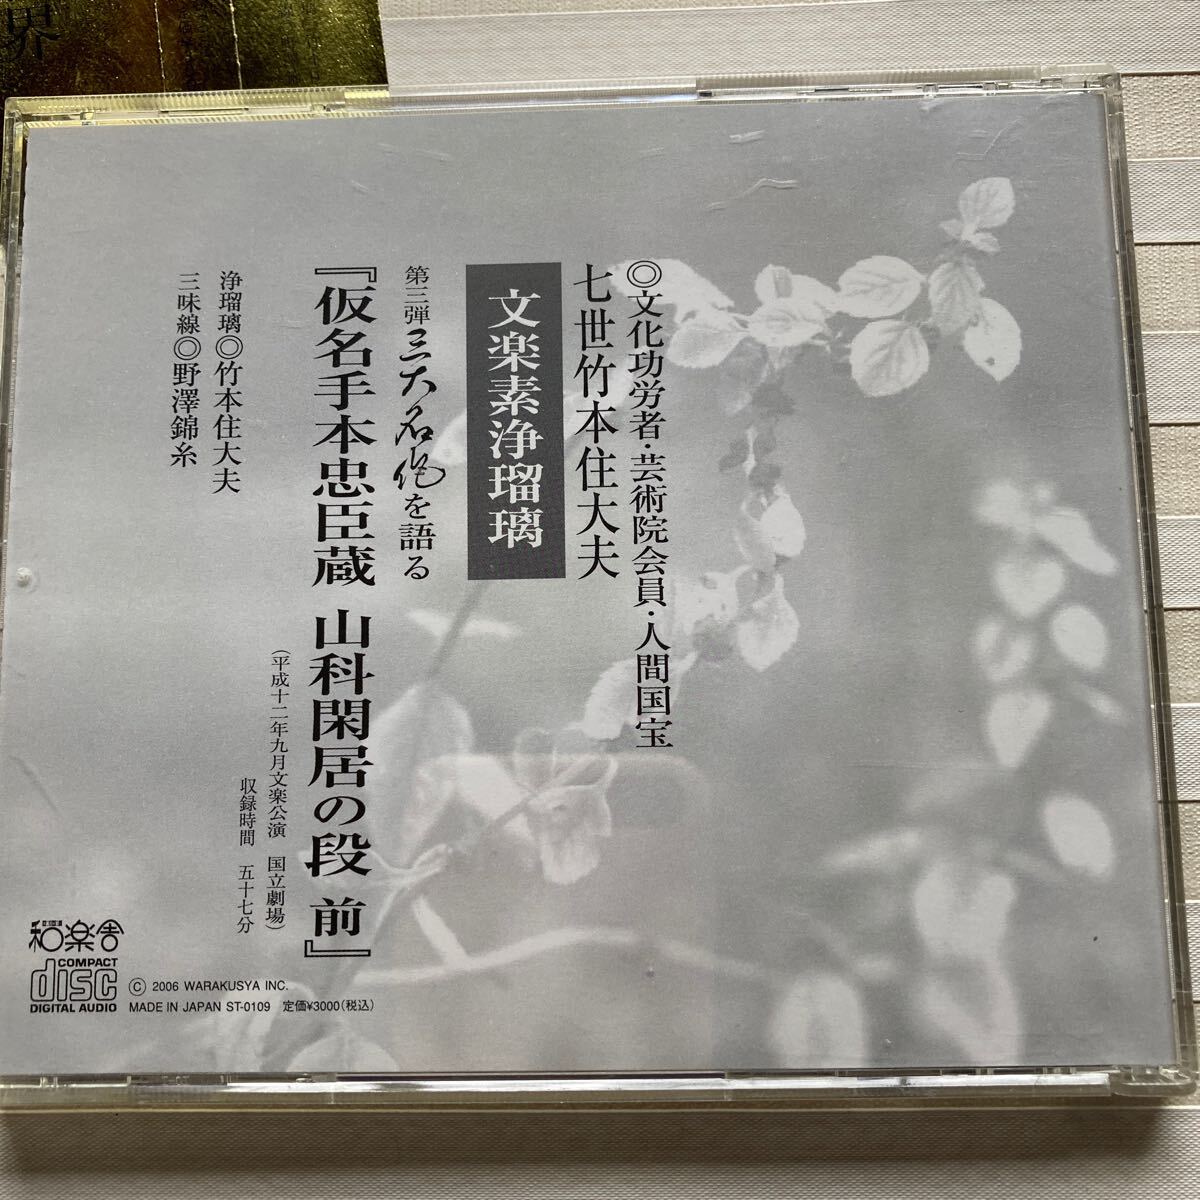 界
◎文化功労者・芸術院会員・人間国宝
七世竹本住大夫
文楽素浄瑠璃
第三弾 三大名作を語る
『仮名手本忠臣蔵 山科閑居の段 前』
(平成十二年九月文楽公演 国立劇場)
収録時間 五十七分
浄瑠璃◎竹本住大夫
三味線◎野澤錦糸
和楽舎
COMPACT
disc
DIGITAL AUDIO
Ⓒ 2006 WARAKUSYA INC.
MADE IN JAPAN ST-0109 定価¥3000(税込)